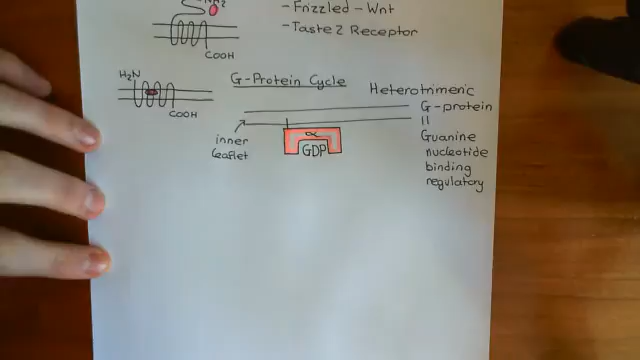 NH2
- Frizzled - Wnt
- Taste 2 Receptor
COOH
H2N
COOH
G-Protein Cycle
Heterotrimeric
G-protein
||
Guanine
nucleotide
binding
regulatory
inner
leaflet
α
GDP